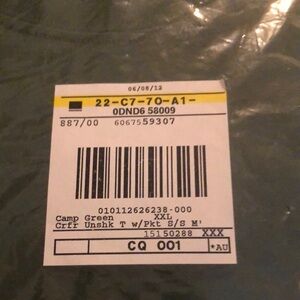 06/08/12
22-C7-70-A1-
0DND6 58009
887/00 6067559307
010112626238-000
Camp Green XXL
Crfr Unshk T w/Pkt S/S M'
15150288 XXX
CQ 001 *AU